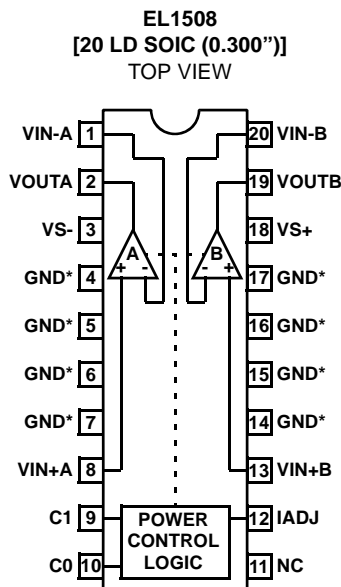 EL1508
[20 LD SOIC (0.300")]
TOP VIEW
VIN-A 1 20 VIN-B
VOUTA 2 19 VOUTB
VS- 3 18 VS+
A B
+ - - +
GND* 4 17 GND*
GND* 5 16 GND*
GND* 6 15 GND*
GND* 7 14 GND*
VIN+A 8 13 VIN+B
C1 9 POWER 12 IADJ
CONTROL
C0 10 LOGIC 11 NC